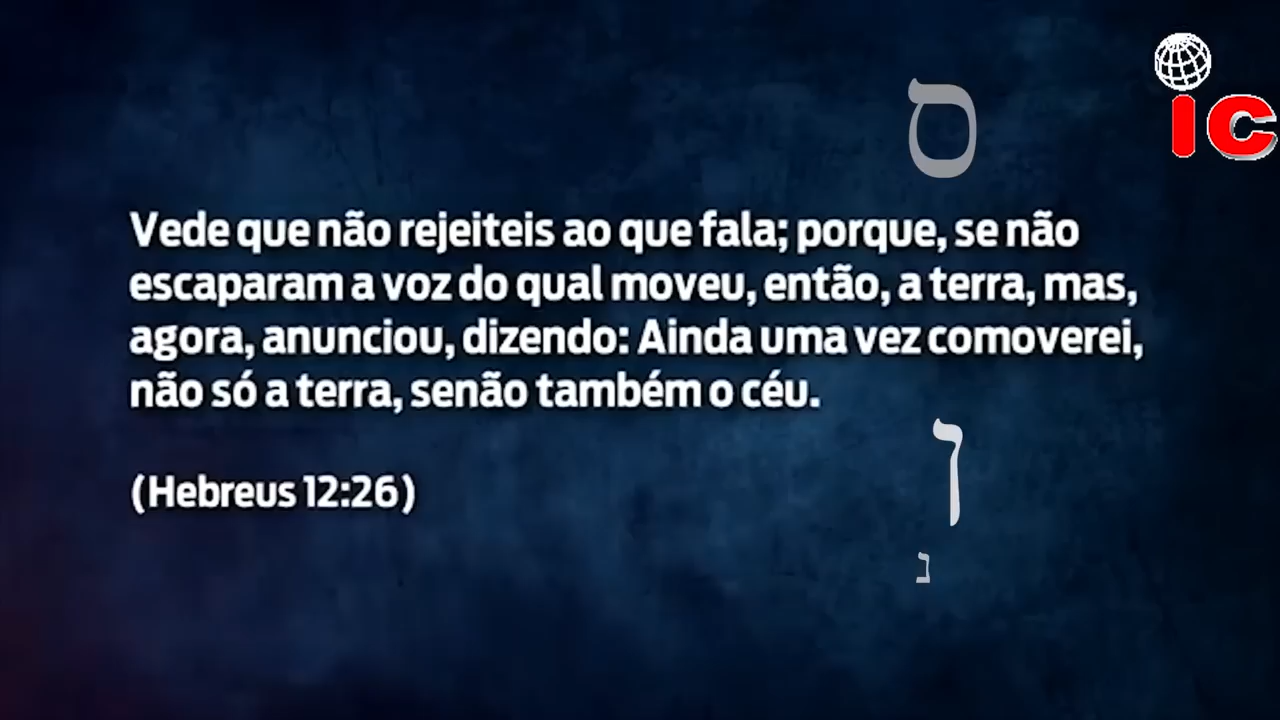 IC
ס
Vede que não rejeiteis ao que fala; porque, se não
escaparam a voz do qual moveu, então, a terra, mas,
agora, anunciou, dizendo: Ainda uma vez comoverei,
não só a terra, senão também o céu.
ן
(Hebreus 12:26)
נ